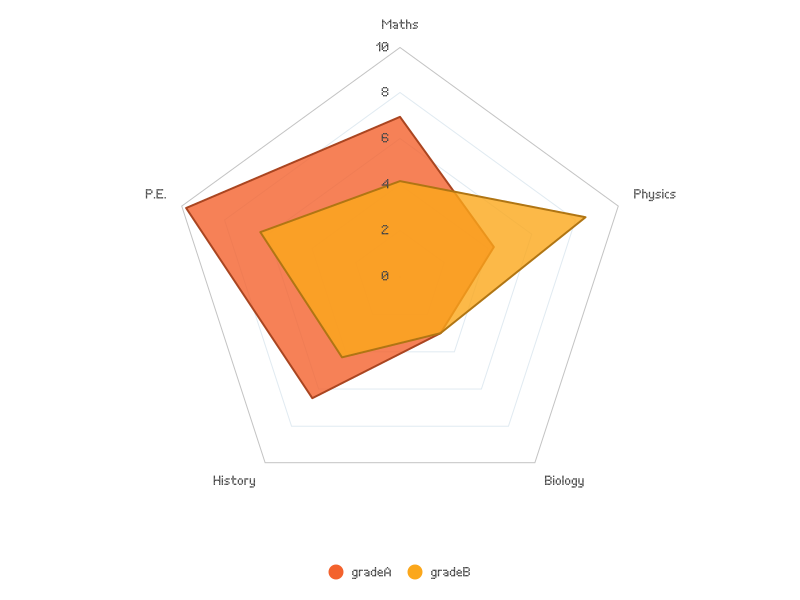 Maths
10
8
6
4
2
0
P.E.
Physics
History
Biology
gradeA
gradeB